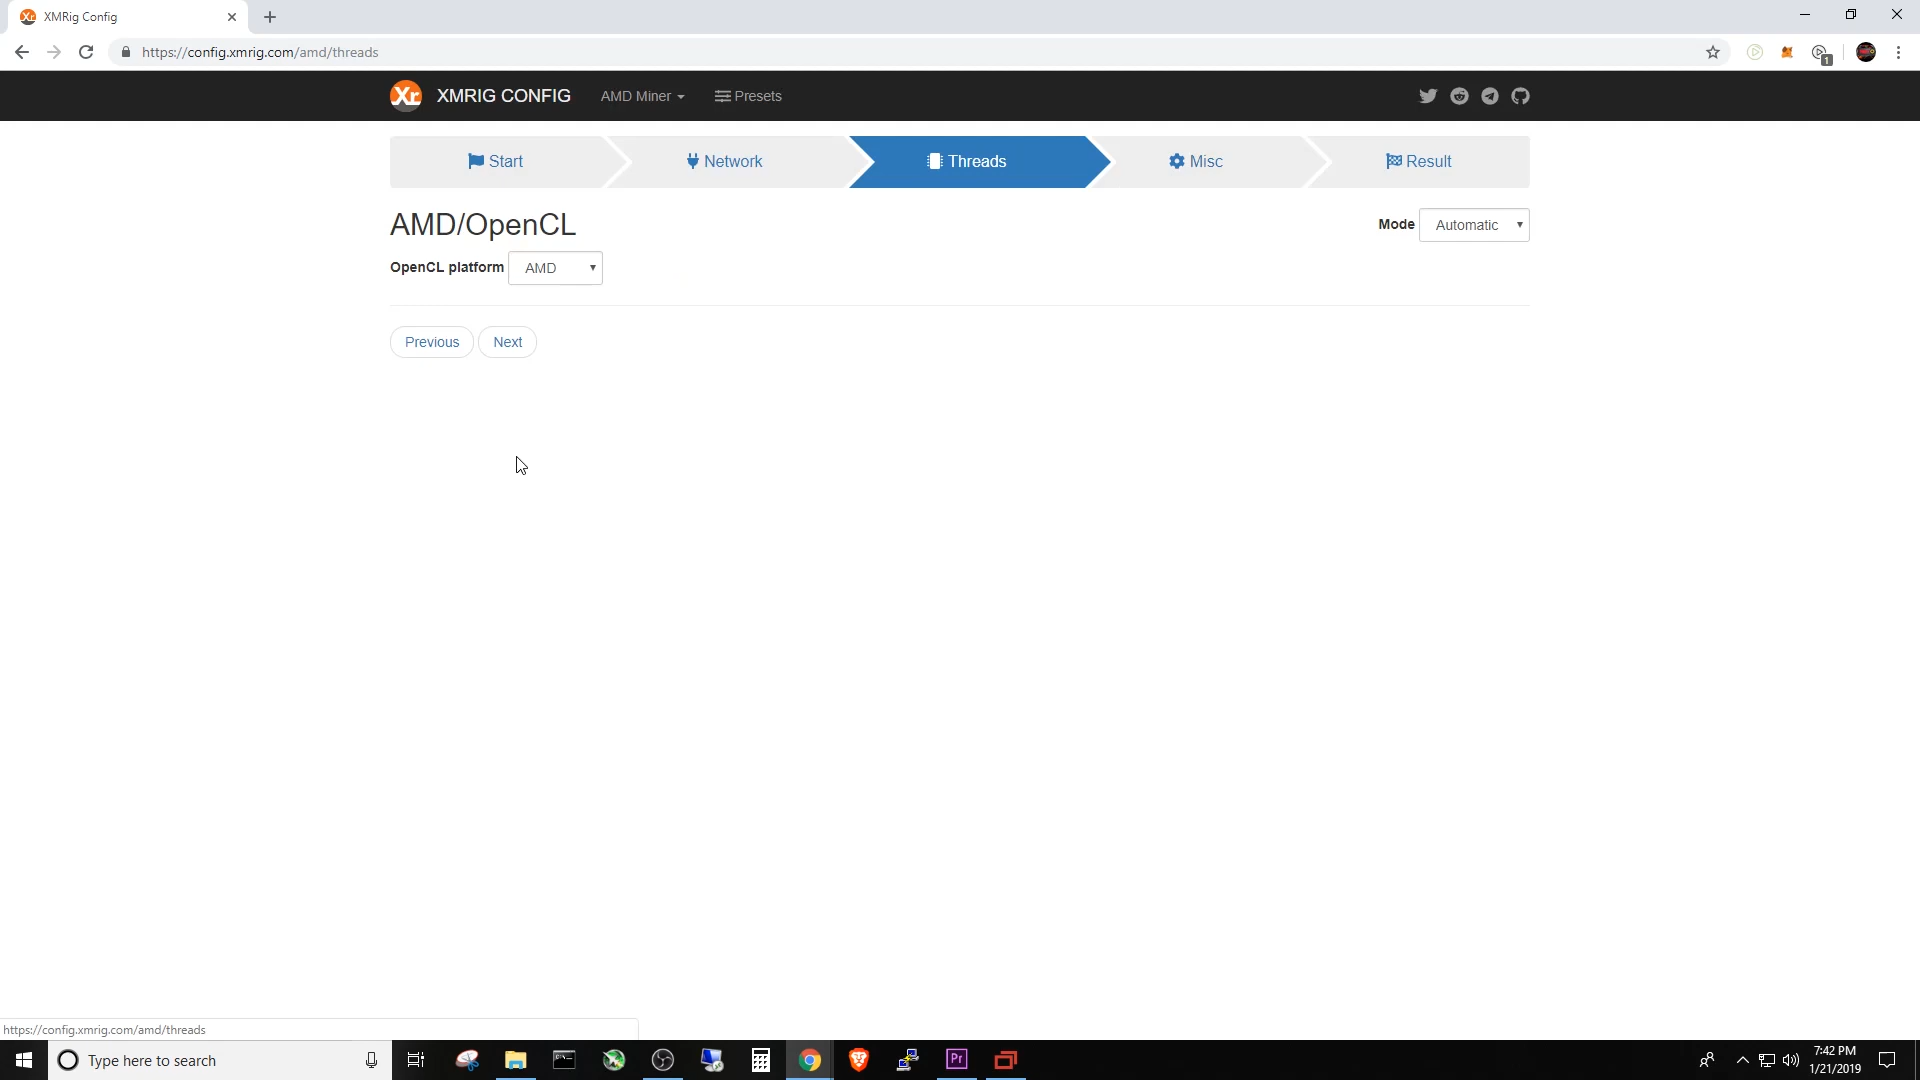 XMRig Config
https://config.xmrig.com/amd/threads
1
XMRIG CONFIG
AMD Miner
Presets
Start
Network
Threads
Misc
Result
AMD/OpenCL
Mode Automatic
OpenCL platform AMD
Previous
Next
https://config.xmrig.com/amd/threads
Type here to search
Pr
7:42 PM
1/21/2019